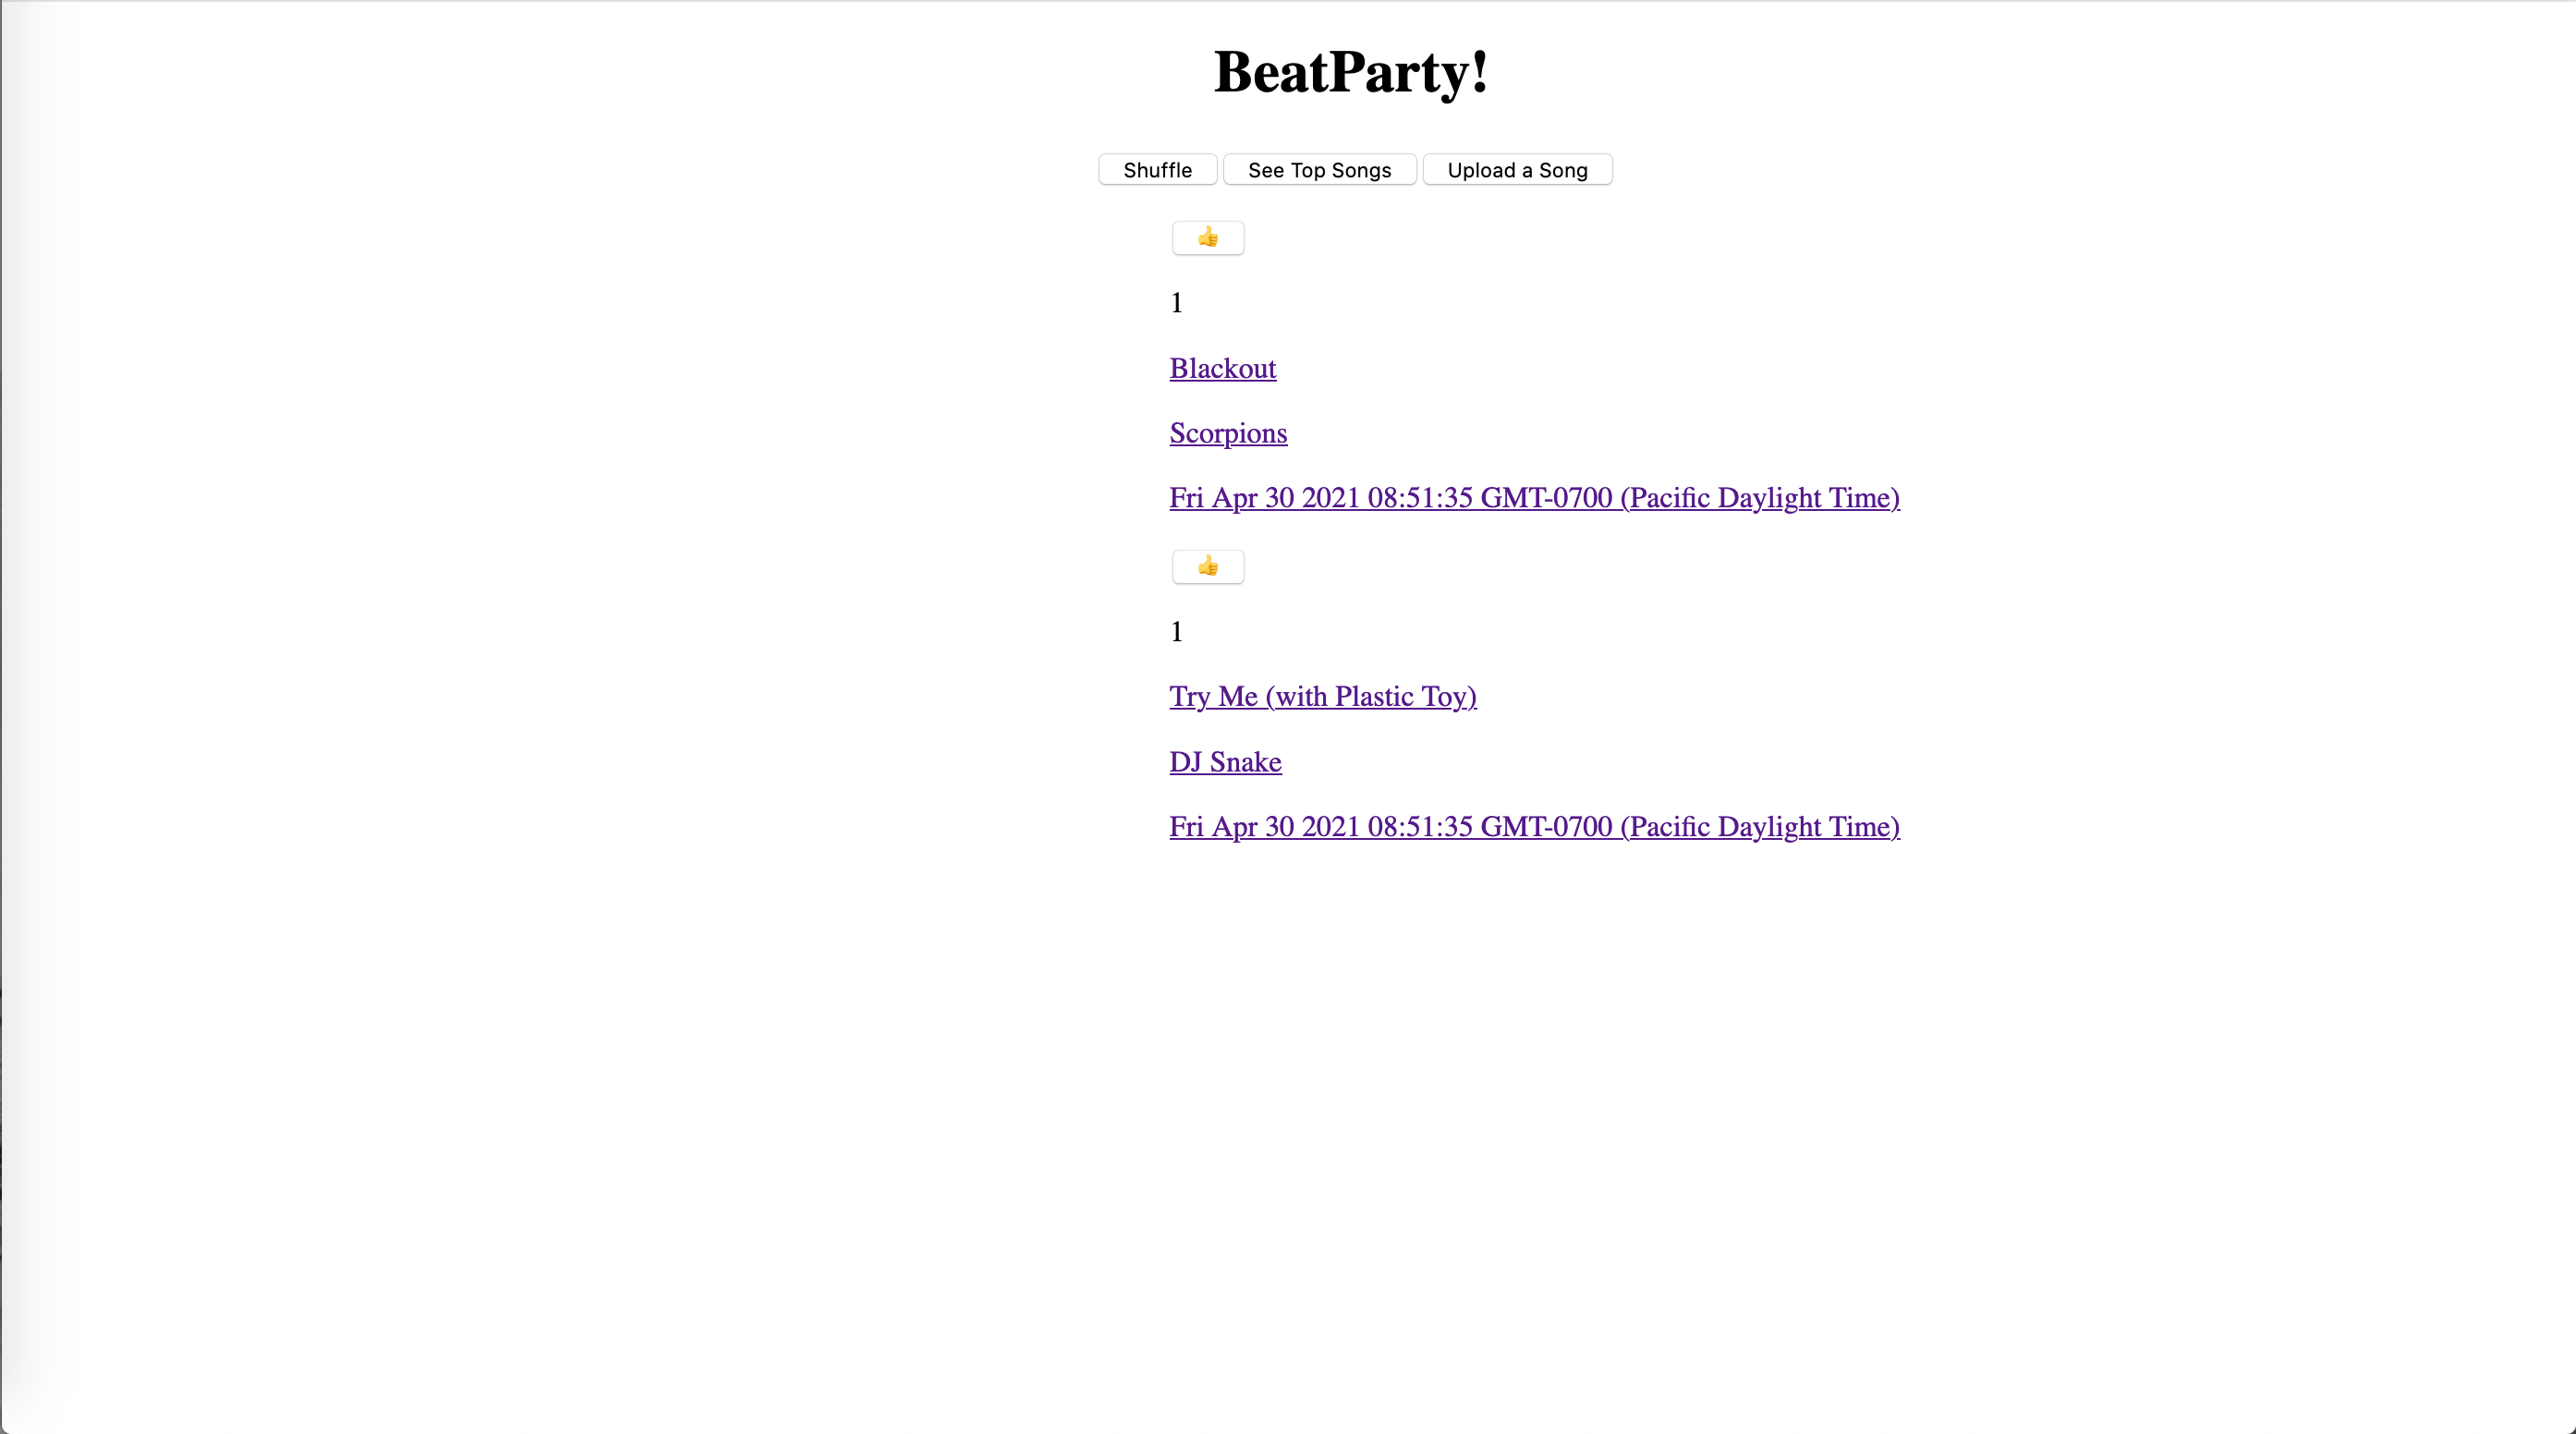 BeatParty!
Shuffle See Top Songs Upload a Song
👍
1
Blackout
Scorpions
Fri Apr 30 2021 08:51:35 GMT-0700 (Pacific Daylight Time)
👍
1
Try Me (with Plastic Toy)
DJ Snake
Fri Apr 30 2021 08:51:35 GMT-0700 (Pacific Daylight Time)